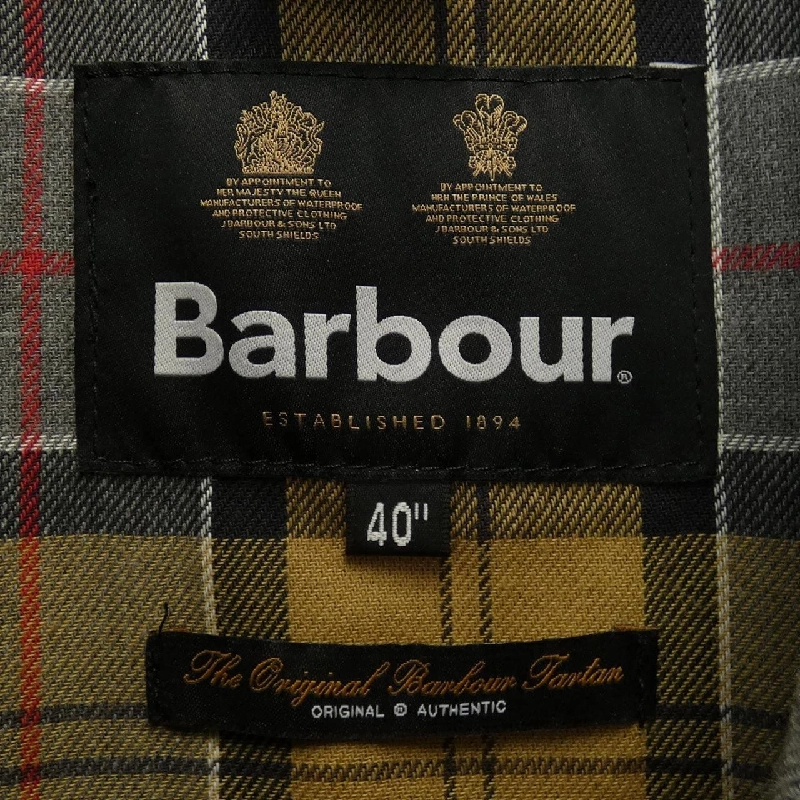 BY APPOINTMENT TO
HER MAJESTY THE QUEEN
MANUFACTURERS OF WATERPROOF
AND PROTECTIVE CLOTHING
J BARBOUR & SONS LTD
SOUTH SHIELDS
BY APPOINTMENT TO
HRH THE PRINCE OF WALES
MANUFACTURERS OF WATERPROOF
AND PROTECTIVE CLOTHING
J BARBOUR & SONS LTD
SOUTH SHIELDS
Barbour®
ESTABLISHED 1894
40"
The Original Barbour Tartan
ORIGINAL ® AUTHENTIC